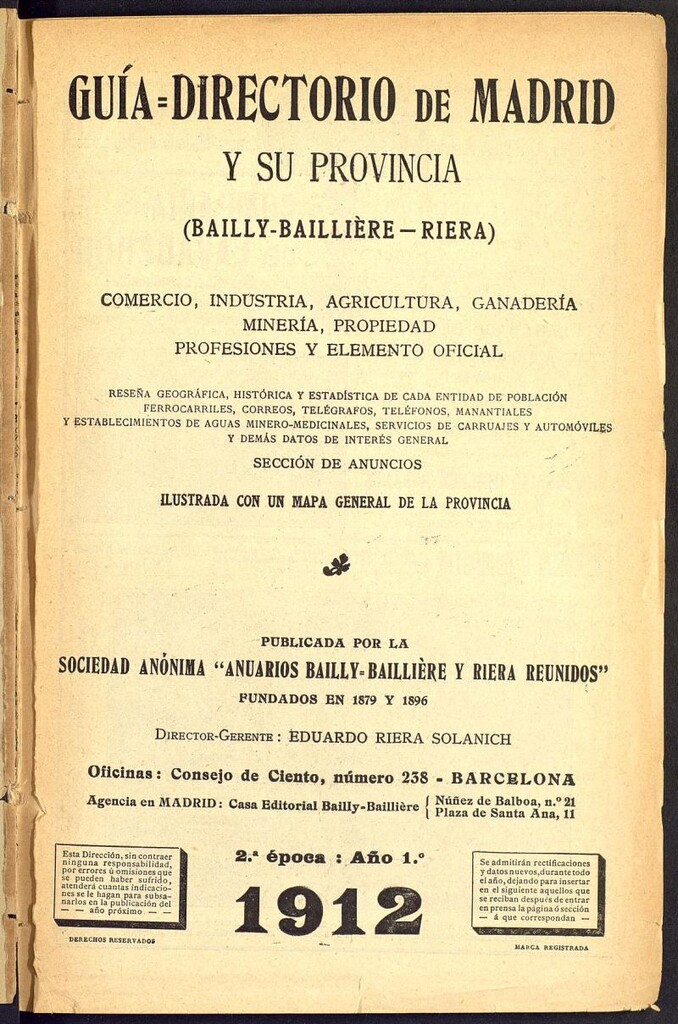 GUÍA=DIRECTORIO DE MADRID
Y SU PROVINCIA
(BAILLY-BAILLIÈRE — RIERA)
COMERCIO, INDUSTRIA, AGRICULTURA, GANADERÍA
MINERÍA, PROPIEDAD
PROFESIONES Y ELEMENTO OFICIAL
RESEÑA GEOGRÁFICA, HISTÓRICA Y ESTADÍSTICA DE CADA ENTIDAD DE POBLACIÓN
FERROCARRILES, CORREOS, TELÉGRAFOS, TELÉFONOS, MANANTIALES
Y ESTABLECIMIENTOS DE AGUAS MINERO-MEDICINALES, SERVICIOS DE CARRUAJES Y AUTOMÓVILES
Y DEMÁS DATOS DE INTERÉS GENERAL
SECCIÓN DE ANUNCIOS
ILUSTRADA CON UN MAPA GENERAL DE LA PROVINCIA
PUBLICADA POR LA
SOCIEDAD ANÓNIMA "ANUARIOS BAILLY=BAILLIÈRE Y RIERA REUNIDOS"
FUNDADOS EN 1879 Y 1896
DIRECTOR-GERENTE: EDUARDO RIERA SOLANICH
Oficinas: Consejo de Ciento, número 238 - BARCELONA
Agencia en MADRID: Casa Editorial Bailly-Baillière { Núñez de Balboa, n.º 21
Plaza de Santa Ana, 11
2.ª época : Año 1.º
1912
Esta Dirección, sin contraer
ninguna responsabilidad,
por errores ú omisiones que
se pueden haber sufrido,
atenderá cuantas indicacio-
nes se le hagan para subsa-
narlos en la publicación del
— año próximo —
DERECHOS RESERVADOS
Se admitirán rectificaciones
y datos nuevos, durante todo
el año, dejando para insertar
en el siguiente aquellos que
se reciban después de entrar
en prensa la página ó sección
— á que correspondan —
MARCA REGISTRADA